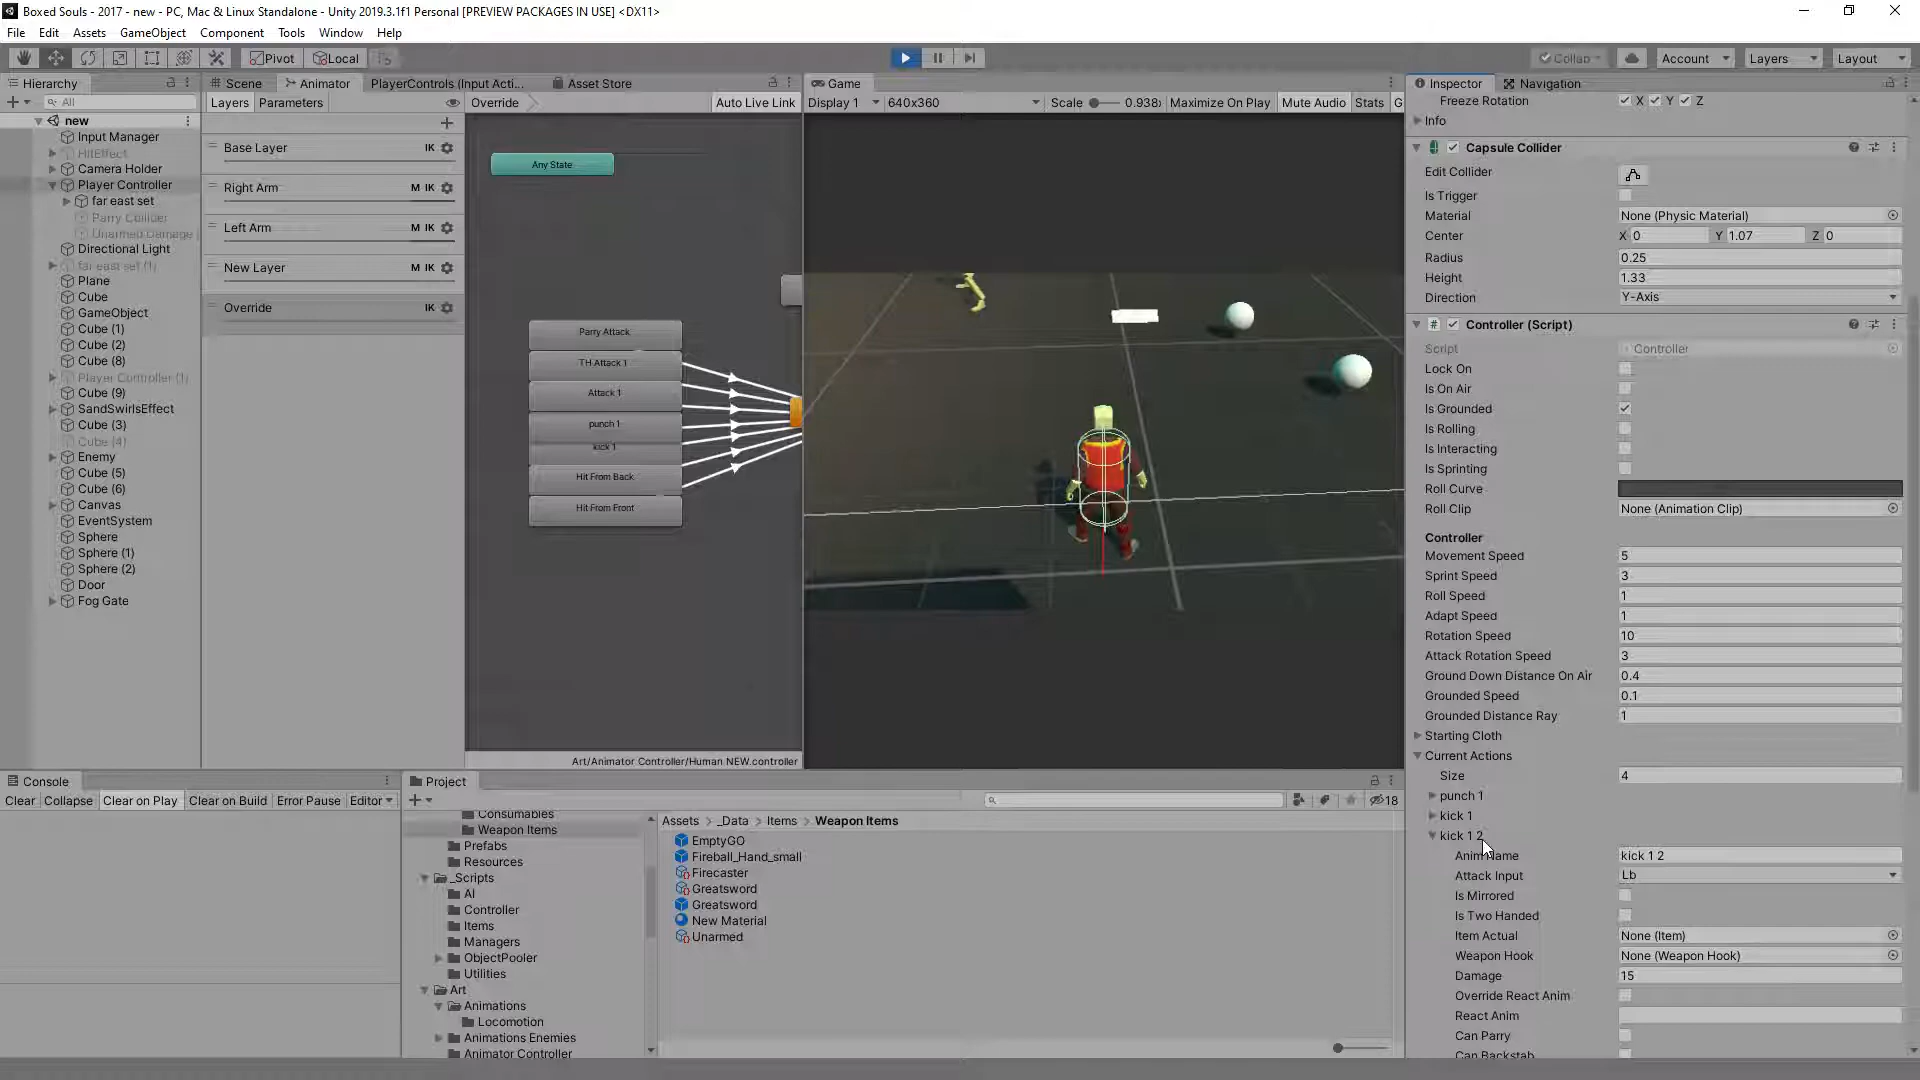 Boxed Souls - 2017 - new - PC, Mac & Linux Standalone - Unity 2019.3.1f1 Personal [PREVIEW PACKAGES IN USE] <DX11>
File Edit Assets GameObject Component Tools Window Help
Pivot Local Collab Account Layers Layout
Hierarchy
All
new
Input Manager
HitEffect
Camera Holder
Player Controller
far east set
Parry Collider
Unarmed Damage
Directional Light
far east set (1)
Plane
Cube
GameObject
Cube (1)
Cube (2)
Cube (8)
Player Controller (1)
Cube (9)
SandSwirlsEffect
Cube (3)
Cube (4)
Enemy
Cube (5)
Cube (6)
Canvas
EventSystem
Sphere
Sphere (1)
Sphere (2)
Door
Fog Gate
Scene Animator PlayerControls (Input Acti... Asset Store
Layers Parameters Override Auto Live Link
Base Layer IK
Right Arm M IK
Left Arm M IK
New Layer M IK
Override IK
Any State
Parry Attack
TH Attack 1
Attack 1
punch 1
kick 1
Hit From Back
Hit From Front
Art/Animator Controller/Human NEW.controller
Game
Display 1 640x360 Scale 0.938x Maximize On Play Mute Audio Stats G
Inspector Navigation
Freeze Rotation X Y Z
Info
Capsule Collider
Edit Collider
Is Trigger
Material None (Physic Material)
Center X 0 Y 1.07 Z 0
Radius 0.25
Height 1.33
Direction Y-Axis
Controller (Script)
Script Controller
Lock On
Is On Air
Is Grounded
Is Rolling
Is Interacting
Is Sprinting
Roll Curve
Roll Clip None (Animation Clip)
Controller
Movement Speed 5
Sprint Speed 3
Roll Speed 1
Adapt Speed 1
Rotation Speed 10
Attack Rotation Speed 3
Ground Down Distance On Air 0.4
Grounded Speed 0.1
Grounded Distance Ray 1
Starting Cloth
Current Actions
Size 4
punch 1
kick 1
kick 1 2
Anim Name kick 1 2
Attack Input Lb
Is Mirrored
Is Two Handed
Item Actual None (Item)
Weapon Hook None (Weapon Hook)
Damage 15
Override React Anim
React Anim
Can Parry
Can Backstab
Console
Clear Collapse Clear on Play Clear on Build Error Pause Editor
Project
18
Consumables
Weapon Items
Prefabs
Resources
_Scripts
AI
Controller
Items
Managers
ObjectPooler
Utilities
Art
Animations
Locomotion
Animations Enemies
Animator Controller
Assets > _Data > Items > Weapon Items
EmptyGO
Fireball_Hand_small
Firecaster
Greatsword
Greatsword
New Material
Unarmed